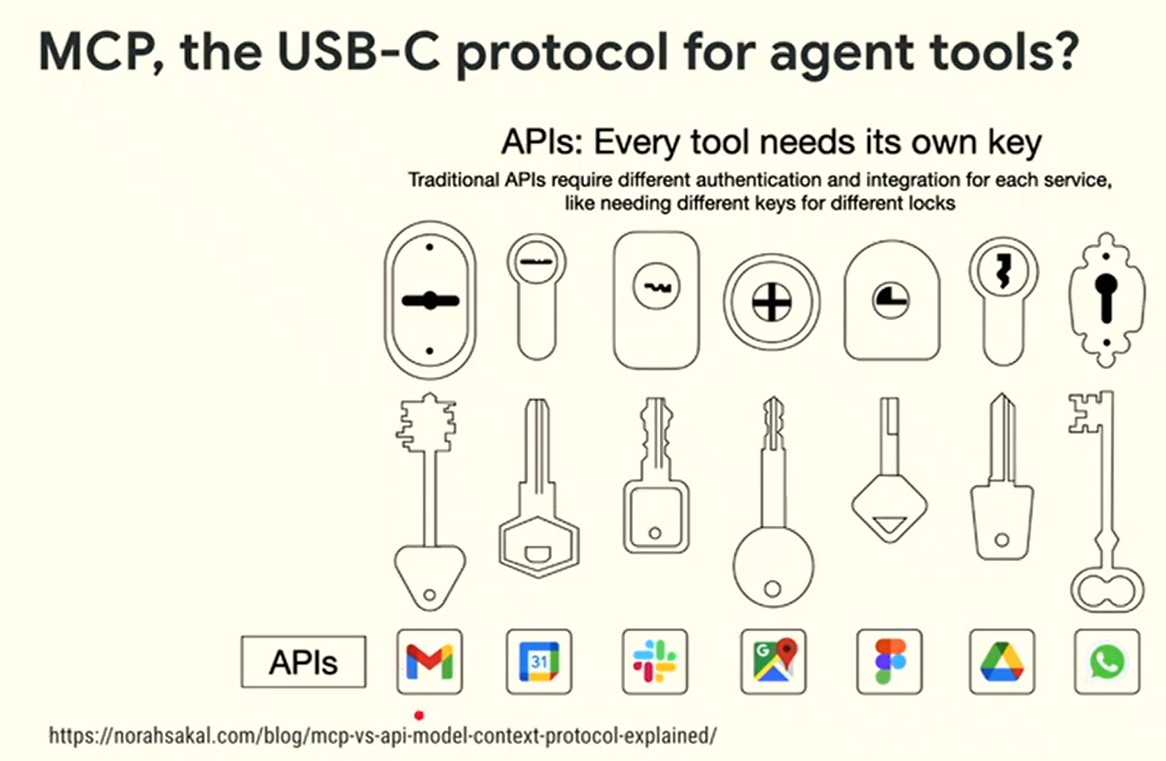 MCP, the USB-C protocol for agent tools?
APIs: Every tool needs its own key
Traditional APIs require different authentication and integration for each service,
like needing different keys for different locks
APIs
31
G
https://norahsakal.com/blog/mcp-vs-api-model-context-protocol-explained/